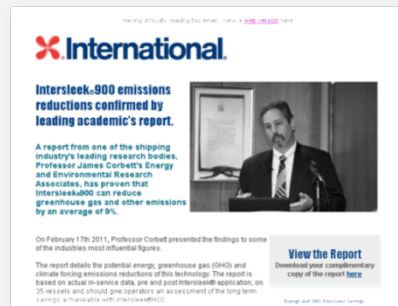 Having difficulty reading this email: view a web version here
International.
Intersleek®900 emissions
reductions confirmed by
leading academic's report.
A report from one of the shipping
industry's leading research bodies,
Professor James Corbett's Energy
and Environmental Research
Associates, has proven that
Intersleek®900 can reduce
greenhouse gas and other emissions
by an average of 9%.
On February 17th 2011, Professor Corbett presented the findings to some
of the industries most influential figures.
The report details the potential energy, greenhouse gas (GHG) and
climate forcing emissions reductions of this technology. The report is
based on actual in-service data, pre and post Intersleek® application, on
35 vessels and should give operators an assessment of the long term
savings achievable with Intersleek®900
View the Report
Download your complimentary
copy of the report here
Energy and GHG Emissions Savings